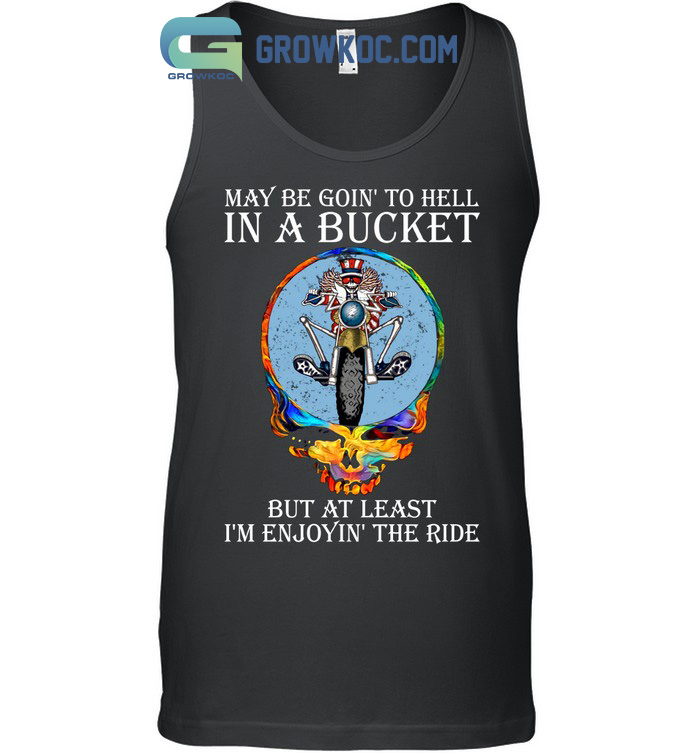 GROWKOC
GROWKOC.COM
MAY BE GOIN' TO HELL
IN A BUCKET
BUT AT LEAST
I'M ENJOYIN' THE RIDE